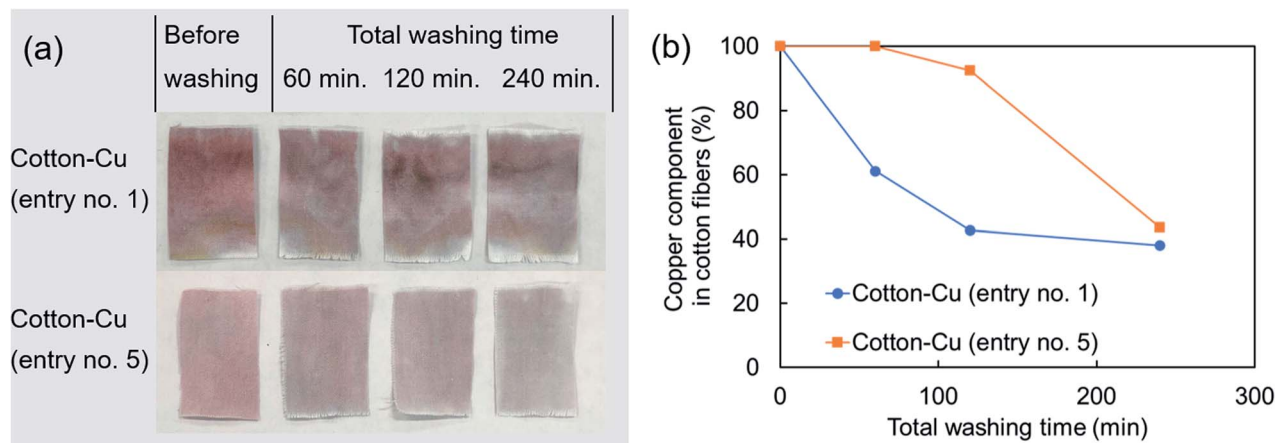 (a)
Before washing
Total washing time
60 min. 120 min. 240 min.
Cotton-Cu
(entry no. 1)
Cotton-Cu
(entry no. 5)
(b)
Copper component
in cotton fibers (%)
100
80
60
40
20
0
Cotton-Cu (entry no. 1)
Cotton-Cu (entry no. 5)
0 100 200 300
Total washing time (min)